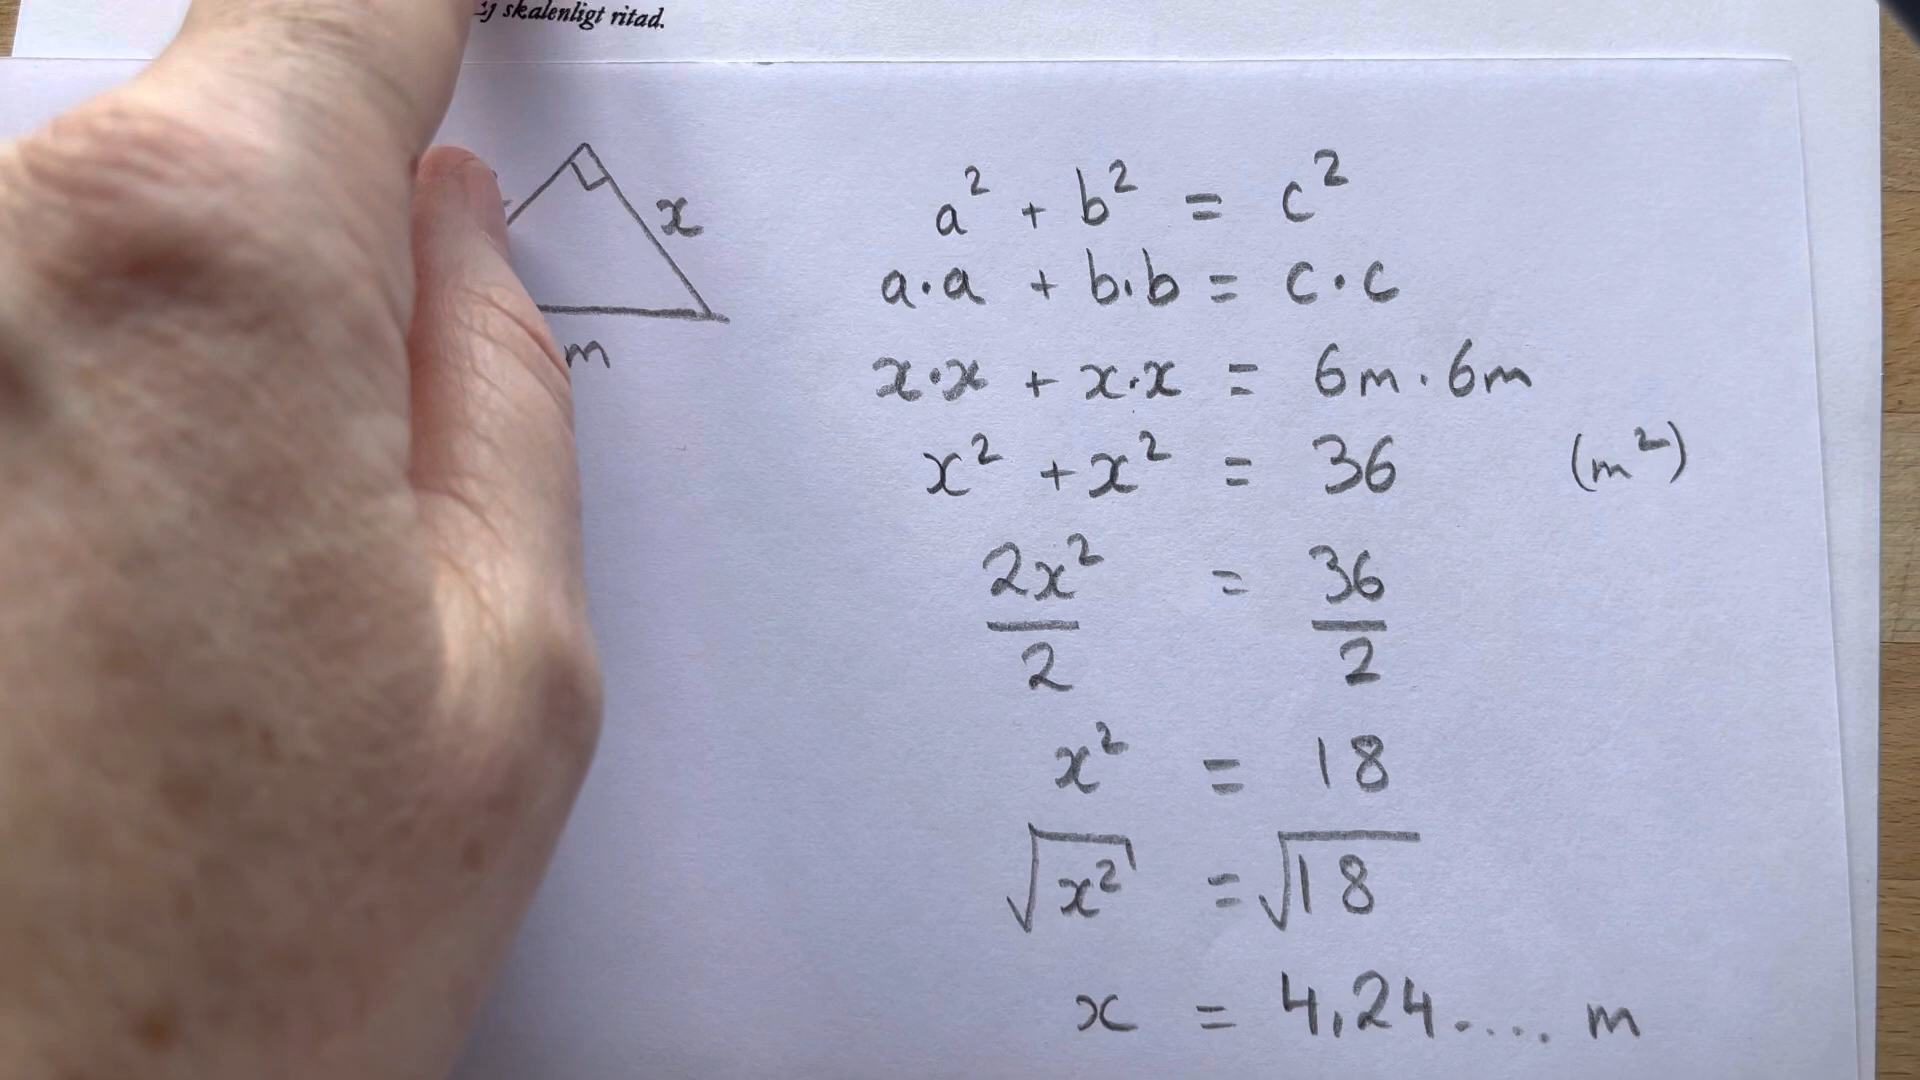 skalenligt ritad.
x
m
a² + b² = c²
a·a + b·b = c·c
x·x + x·x = 6m·6m
x² + x² = 36 (m²)
2x²/2 = 36/2
x² = 18
√x² = √18
x = 4,24.... m